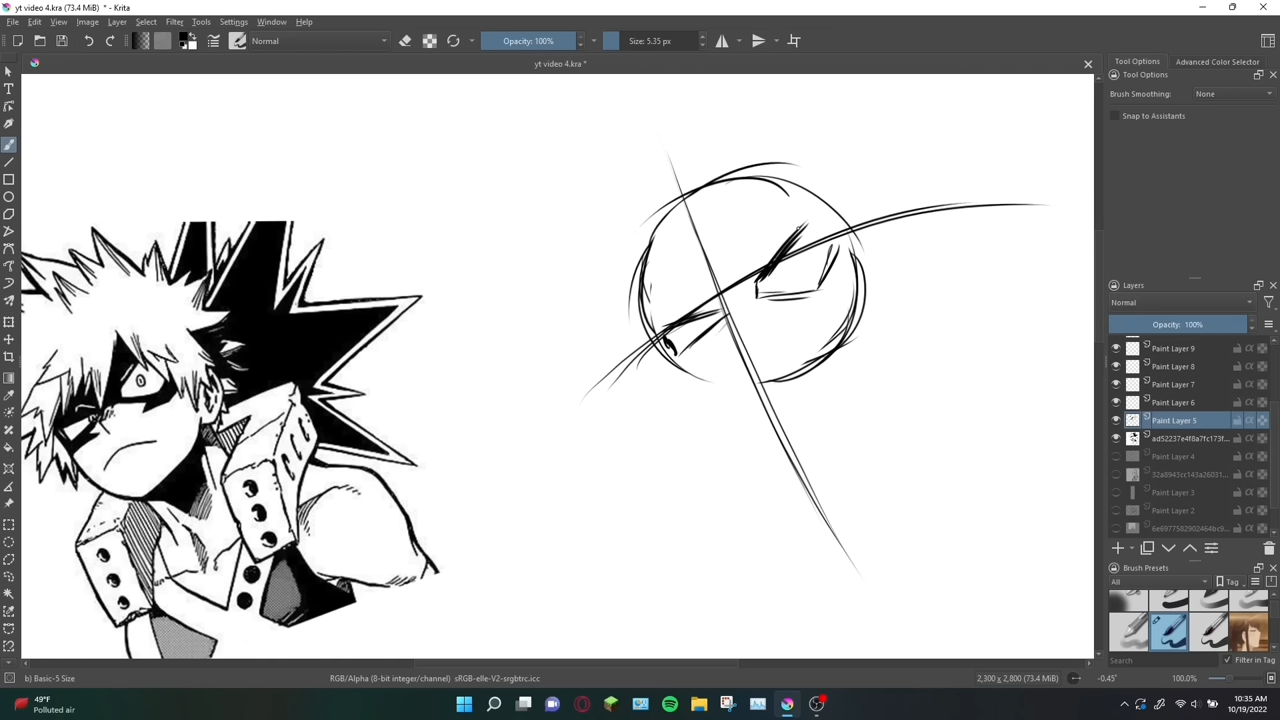 yt video 4.kra (73.4 MiB) * - Krita
File Edit View Image Layer Select Filter Tools Settings Window Help
Normal Opacity: 100% Size: 5.35 px
yt video 4.kra *
Tool Options Advanced Color Selector
Tool Options
Brush Smoothing: None
Snap to Assistants
Layers
Normal
Opacity: 100%
Paint Layer 9
Paint Layer 8
Paint Layer 7
Paint Layer 6
Paint Layer 5
ad52237e4f8a7fc173f...
Paint Layer 4
32a8943cc143a26031...
Paint Layer 3
Paint Layer 2
6e6977582902464bc9...
Brush Presets
All Tag
Search Filter in Tag
b) Basic-5 Size RGB/Alpha (8-bit integer/channel) sRGB-elle-V2-srgbtrc.icc 2,300 x 2,800 (73.4 MiB) -0.45° 100.0%
49°F
Polluted air
10:35 AM
10/19/2022